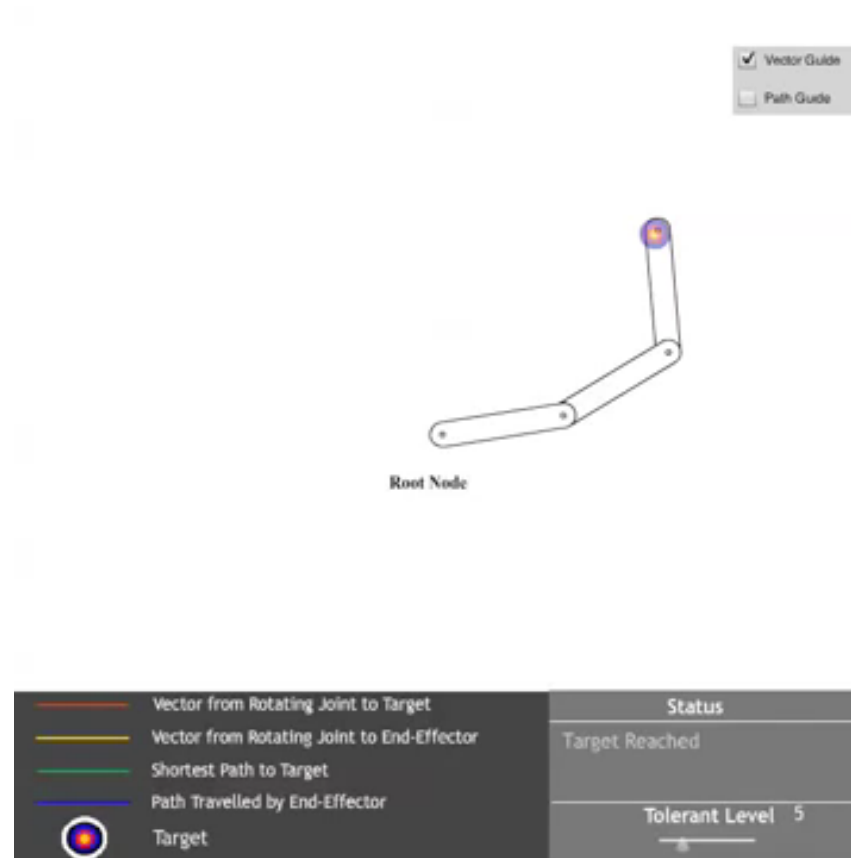 Vector Guide
Path Guide
Root Node
Vector from Rotating Joint to Target
Vector from Rotating Joint to End-Effector
Shortest Path to Target
Path Travelled by End-Effector
Target
Status
Target Reached
Tolerant Level 5